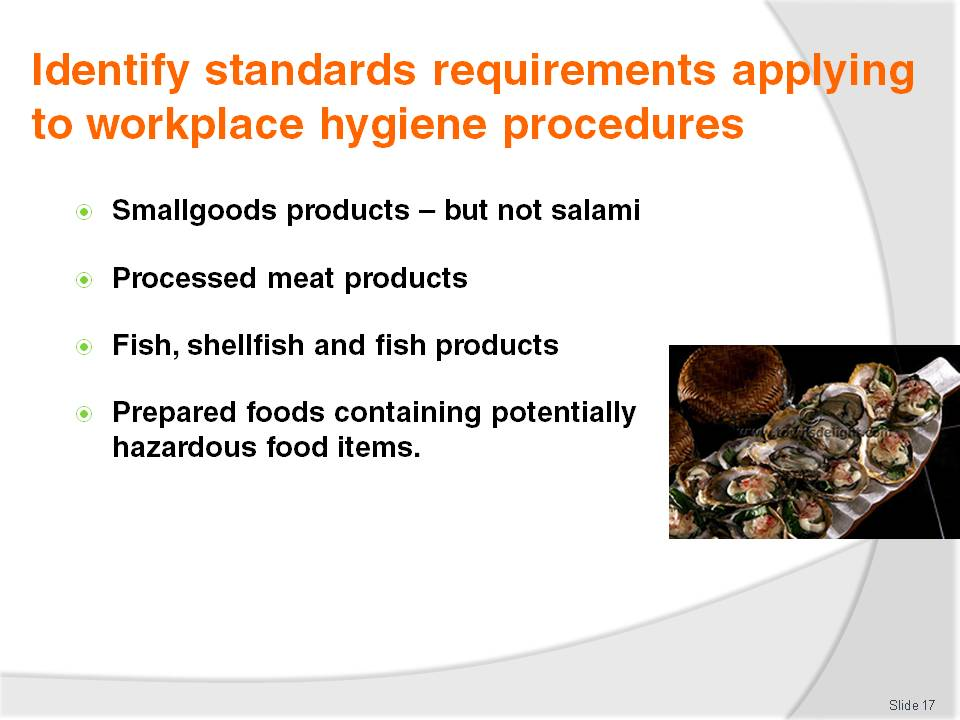 Identify standards requirements applying
to workplace hygiene procedures
Smallgoods products – but not salami
Processed meat products
Fish, shellfish and fish products
Prepared foods containing potentially
hazardous food items.
Slide 17